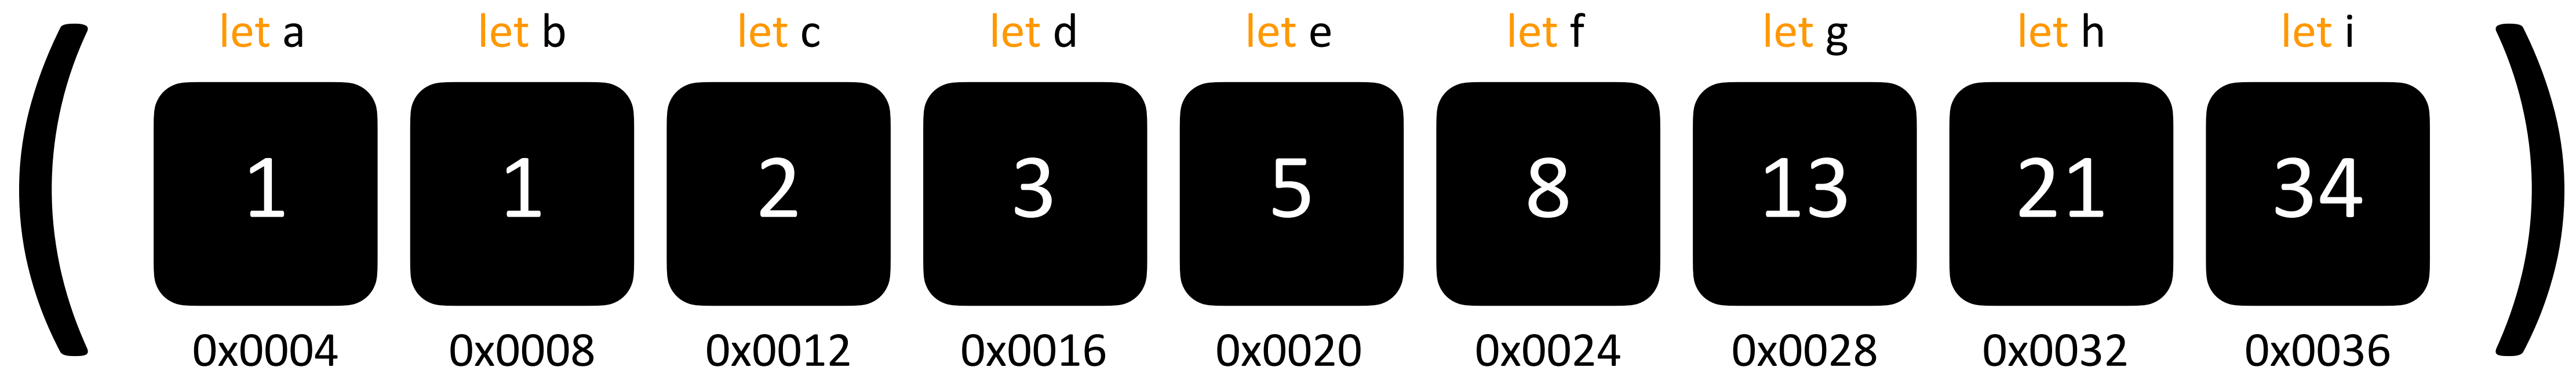 let a let b let c let d let e let f let g let h let i
( 1 1 2 3 5 8 13 21 34 )
0x0004 0x0008 0x0012 0x0016 0x0020 0x0024 0x0028 0x0032 0x0036